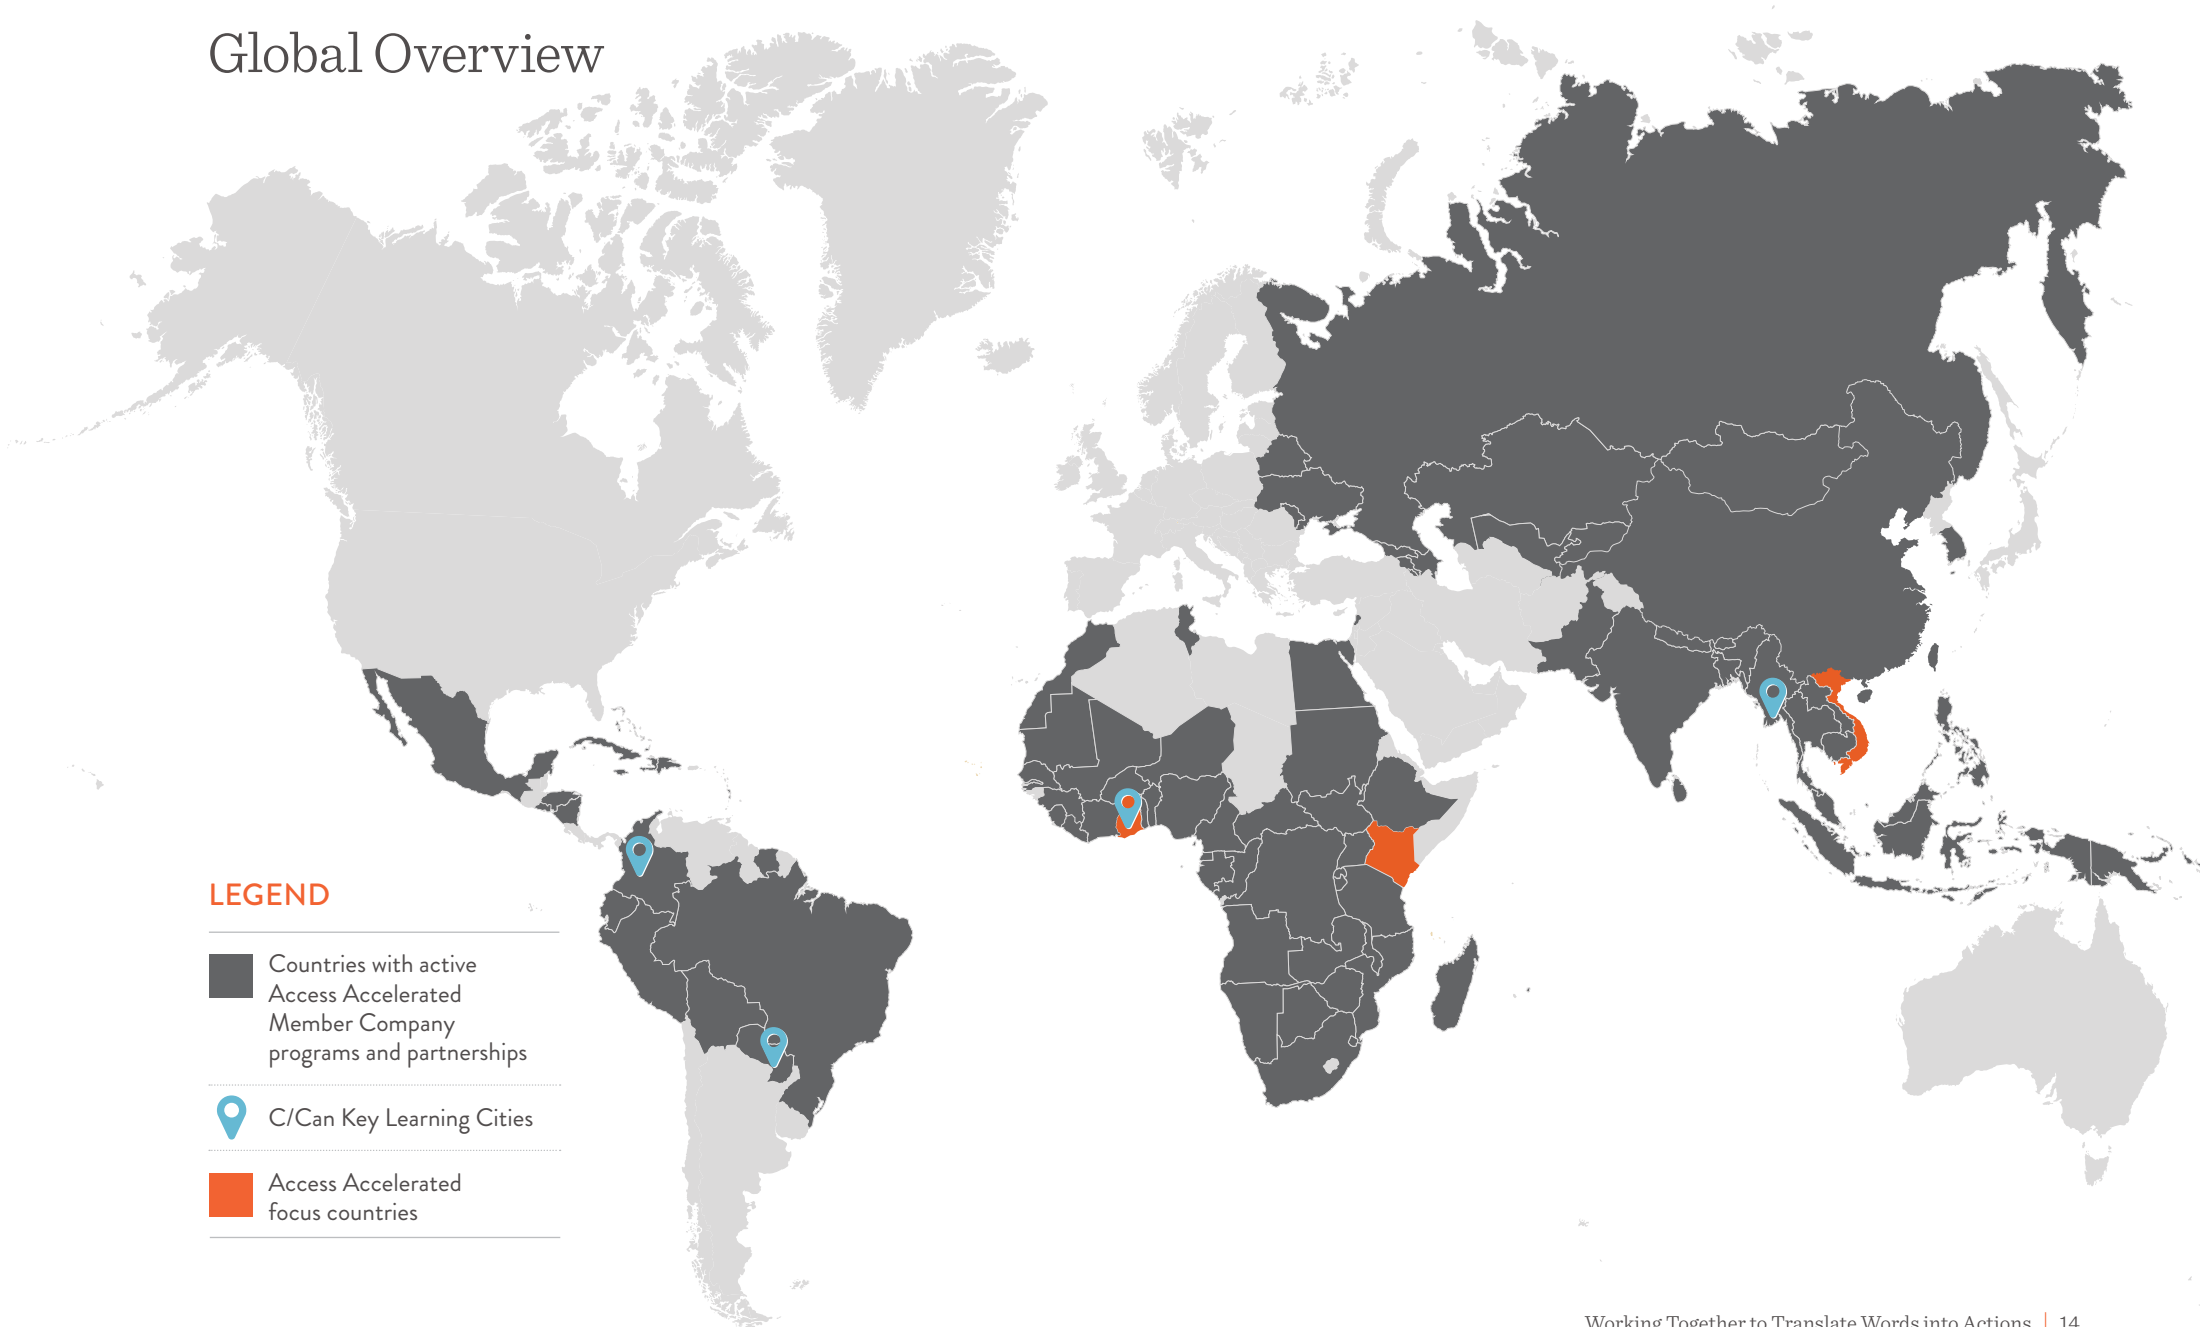 Global Overview
LEGEND
Countries with active
Access Accelerated
Member Company
programs and partnerships
C/Can Key Learning Cities
Access Accelerated
focus countries
Working Together to Translate Words into Actions | 14